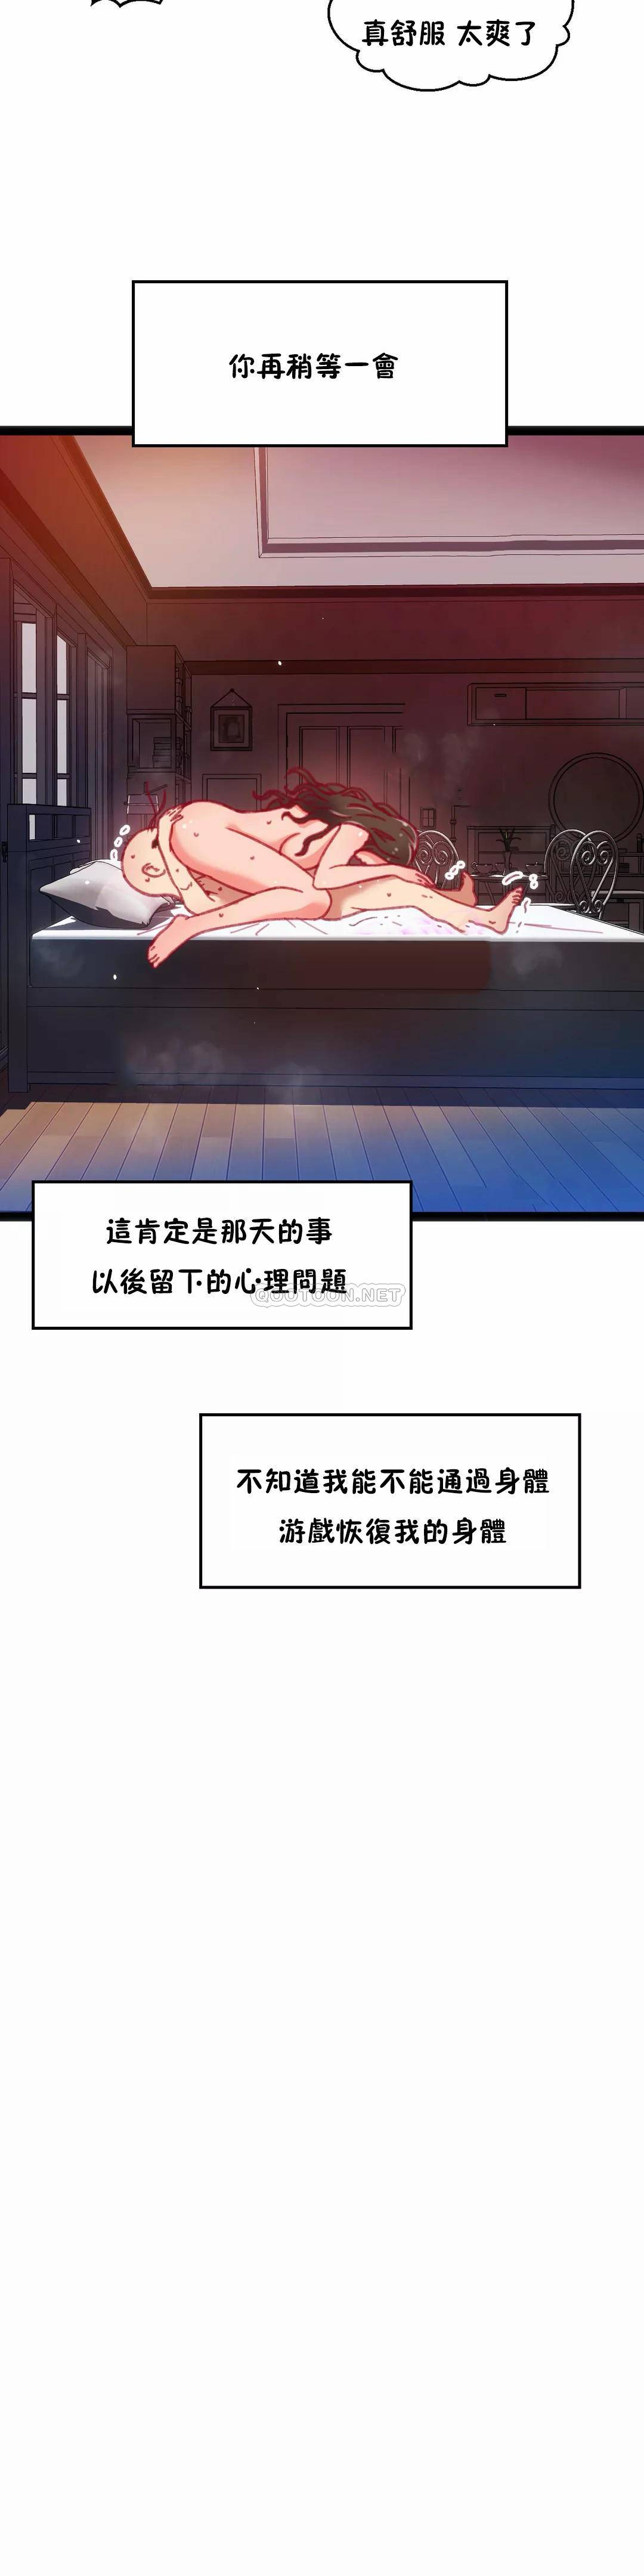 真舒服 太爽了
你再稍等一會
這肯定是那天的事
以後留下的心理問題
QOOTOON.NET
不知道我能不能通過身體
游戲恢復我的身體